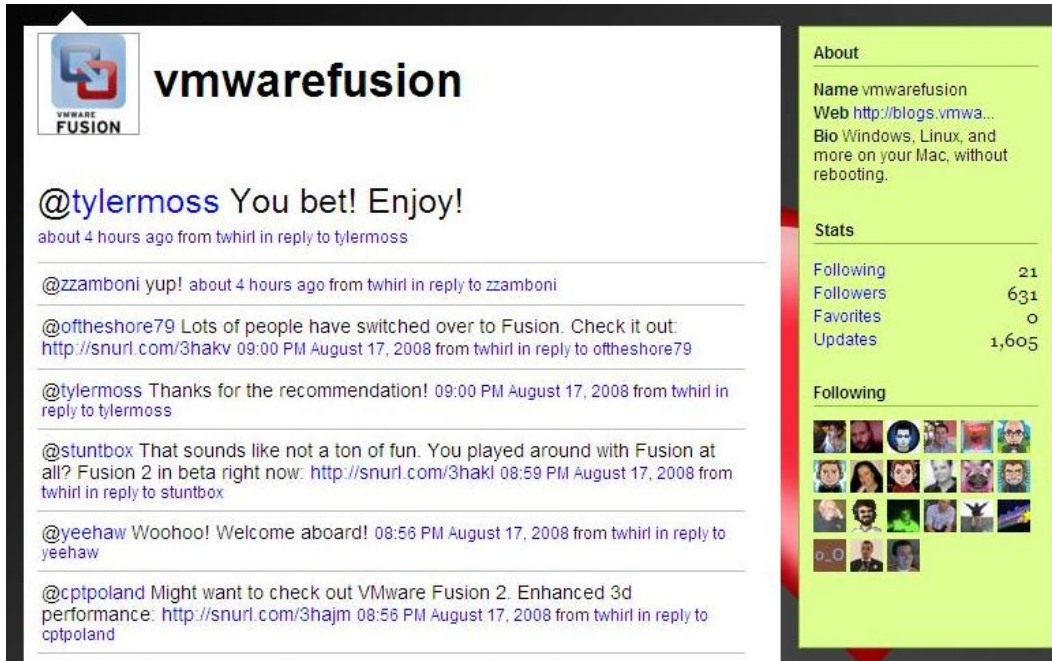 VMWARE
FUSION
vmwarefusion
@tylermoss You bet! Enjoy!
about 4 hours ago from twhirl in reply to tylermoss
@zzamboni yup! about 4 hours ago from twhirl in reply to zzamboni
@oftheshore79 Lots of people have switched over to Fusion. Check it out:
http://snurl.com/3hakv 09:00 PM August 17, 2008 from twhirl in reply to oftheshore79
@tylermoss Thanks for the recommendation! 09:00 PM August 17, 2008 from twhirl in
reply to tylermoss
@stuntbox That sounds like not a ton of fun. You played around with Fusion at
all? Fusion 2 in beta right now: http://snurl.com/3hakl 08:59 PM August 17, 2008 from
twhirl in reply to stuntbox
@yeehaw Woohoo! Welcome aboard! 08:56 PM August 17, 2008 from twhirl in reply to
yeehaw
@cptpoland Might want to check out VMware Fusion 2. Enhanced 3d
performance: http://snurl.com/3hajm 08:56 PM August 17, 2008 from twhirl in reply to
cptpoland
About
Name vmwarefusion
Web http://blogs.vmwa...
Bio Windows, Linux, and
more on your Mac, without
rebooting.
Stats
Following 21
Followers 631
Favorites 0
Updates 1,605
Following
o_O